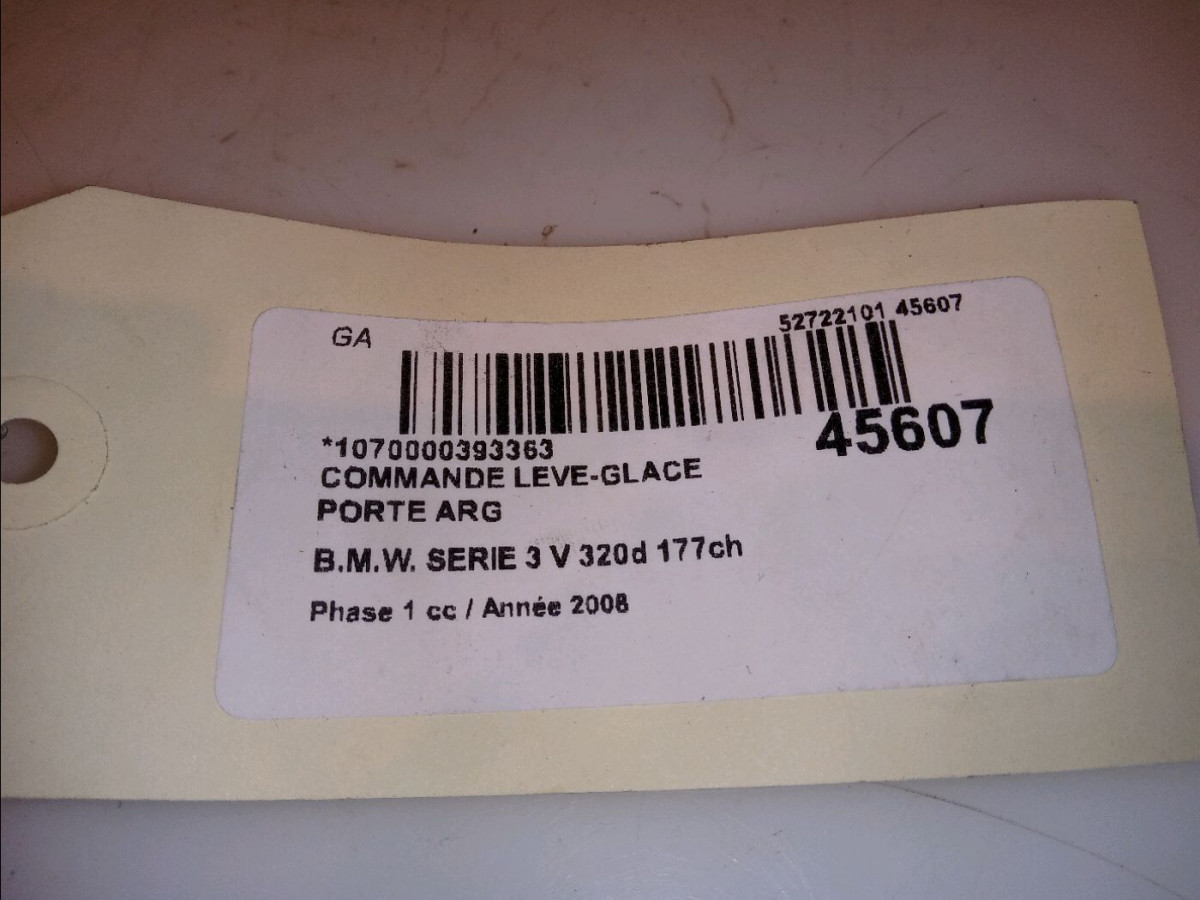 GA
52722101 45607
45607
*1070000393363
COMMANDE LEVE-GLACE
PORTE ARG
B.M.W. SERIE 3 V 320d 177ch
Phase 1 cc / Année 2008